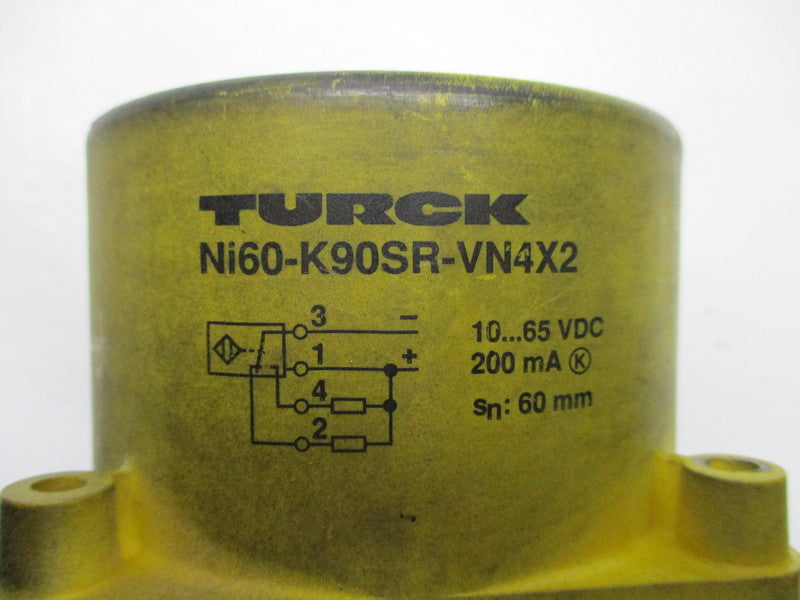 TURCK
Ni60-K90SR-VN4X2
3 −
1 +
4
2
10...65 VDC
200 mA Ⓚ
sn: 60 mm